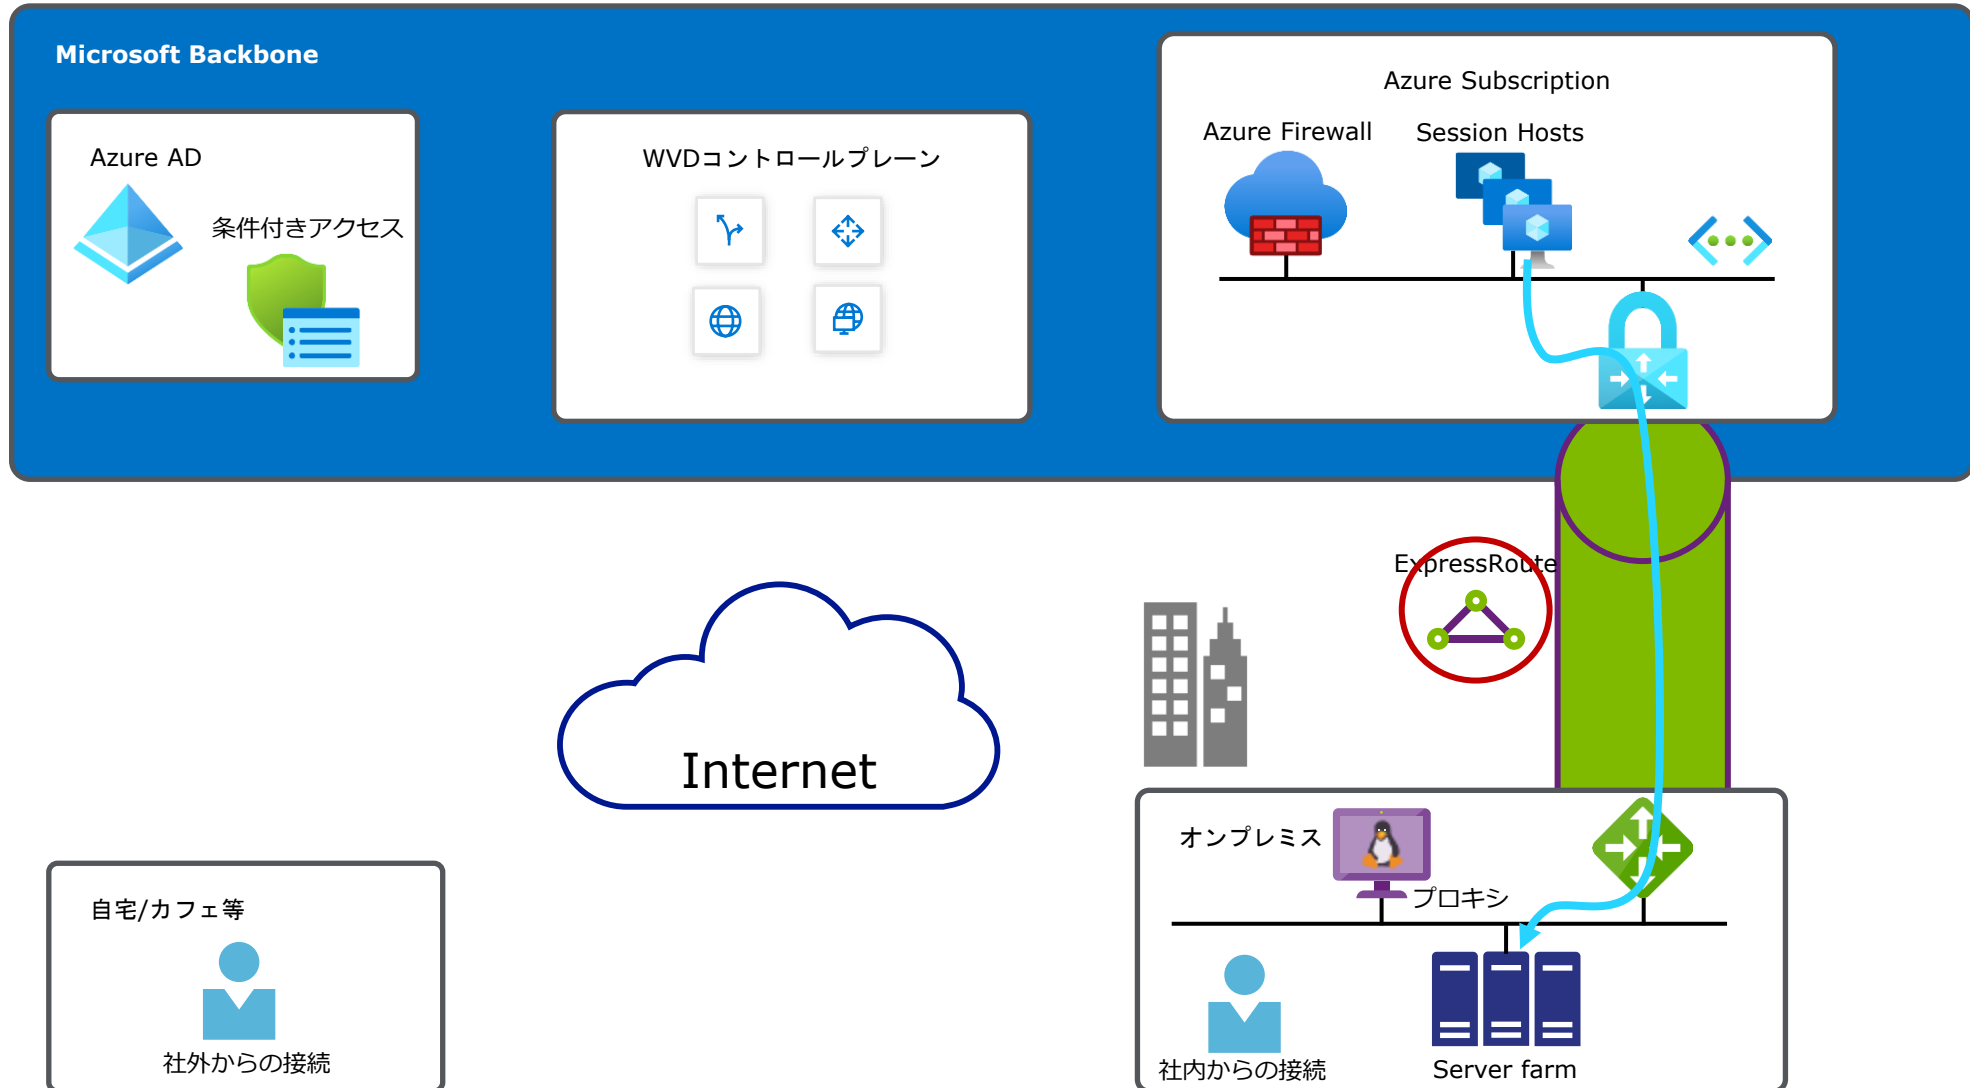 Microsoft Backbone
Azure Subscription
Azure Firewall
Session Hosts
Azure AD
条件付きアクセス
WVDコントロールプレーン
ExpressRoute
Internet
オンプレミス
プロキシ
自宅/カフェ等
社外からの接続
社内からの接続
Server farm